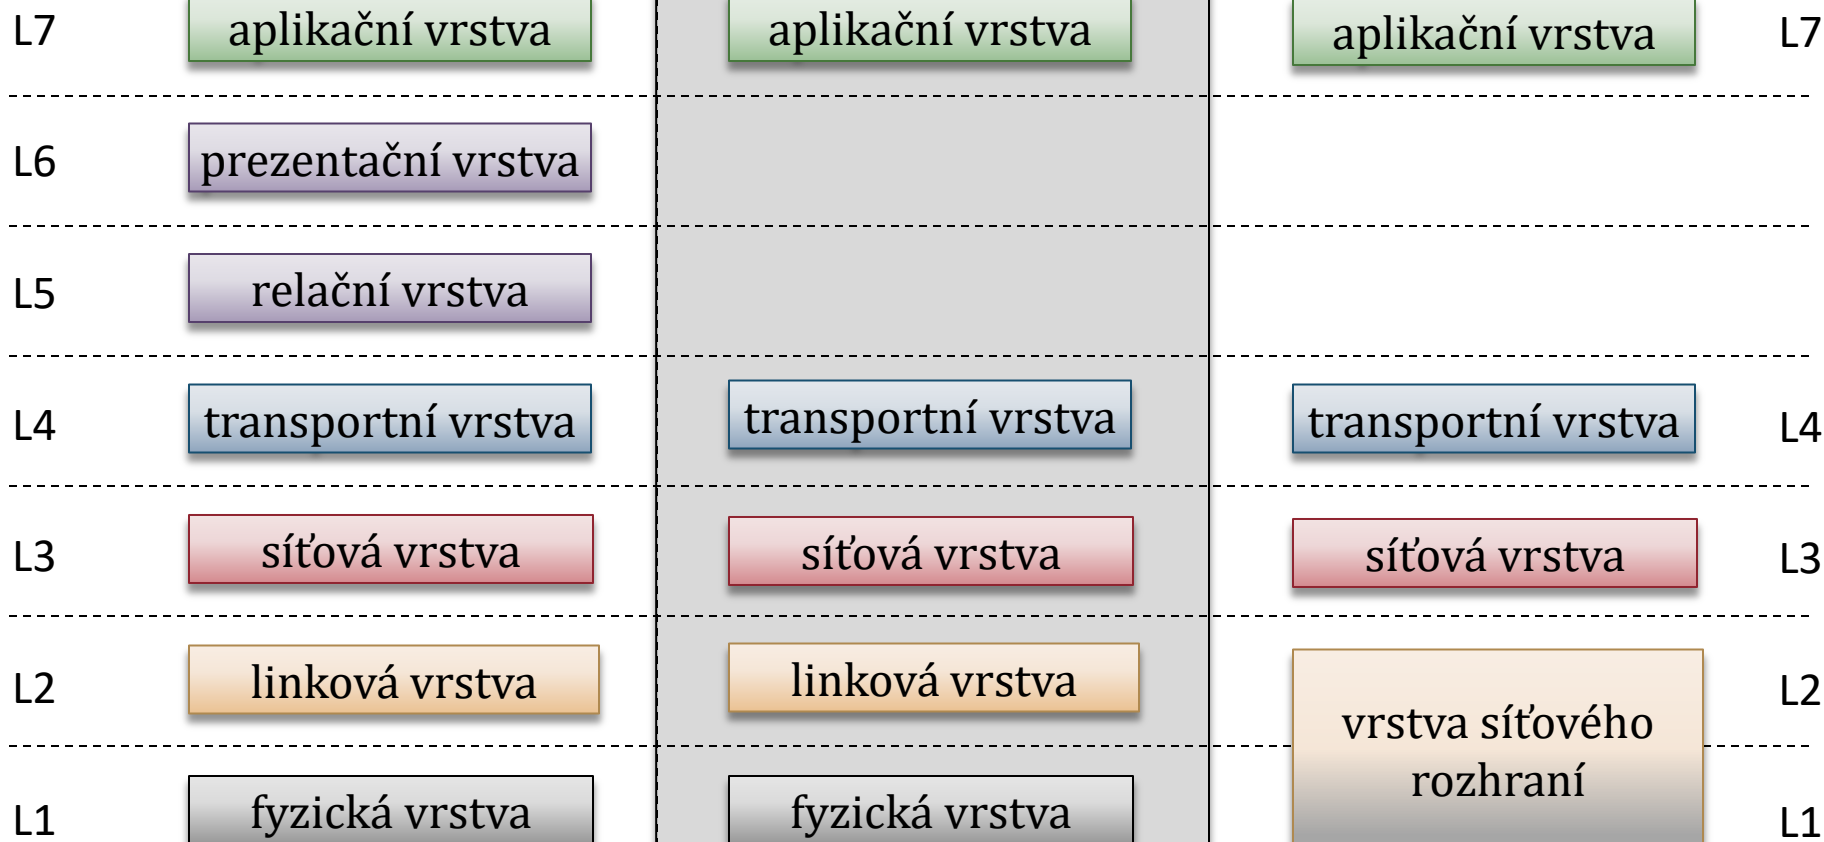 L7 aplikační vrstva aplikační vrstva aplikační vrstva L7
L6 prezentační vrstva
L5 relační vrstva
L4 transportní vrstva transportní vrstva transportní vrstva L4
L3 síťová vrstva síťová vrstva síťová vrstva L3
L2 linková vrstva linková vrstva L2
vrstva síťového
rozhraní
L1 fyzická vrstva fyzická vrstva L1